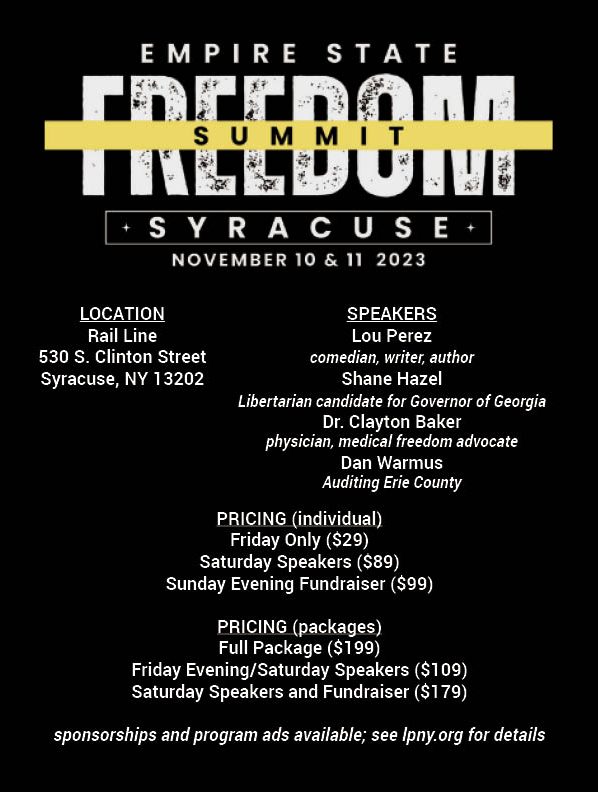 EMPIRE STATE
FREEDOM
SUMMIT
SYRACUSE
NOVEMBER 10 & 11 2023
LOCATION
Rail Line
530 S. Clinton Street
Syracuse, NY 13202
SPEAKERS
Lou Perez
comedian, writer, author
Shane Hazel
Libertarian candidate for Governor of Georgia
Dr. Clayton Baker
physician, medical freedom advocate
Dan Warmus
Auditing Erie County
PRICING (individual)
Friday Only ($29)
Saturday Speakers ($89)
Sunday Evening Fundraiser ($99)
PRICING (packages)
Full Package ($199)
Friday Evening/Saturday Speakers ($109)
Saturday Speakers and Fundraiser ($179)
sponsorships and program ads available; see lpny.org for details